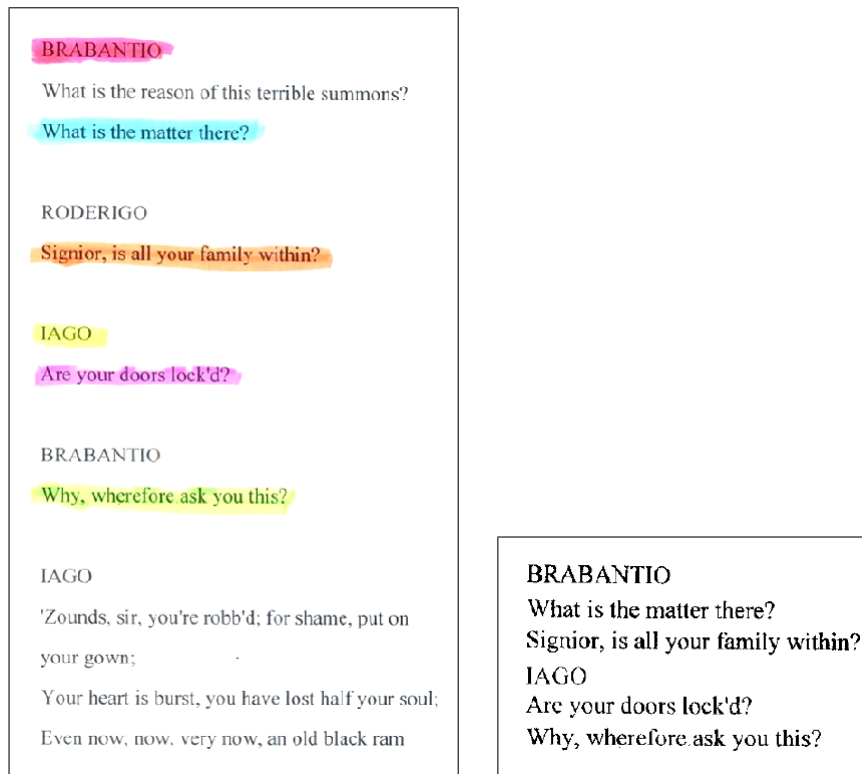 BRABANTIO
What is the reason of this terrible summons?
What is the matter there?
RODERIGO
Signior, is all your family within?
IAGO
Are your doors lock'd?
BRABANTIO
Why, wherefore ask you this?
IAGO
'Zounds, sir, you're robb'd; for shame, put on
your gown;
Your heart is burst, you have lost half your soul;
Even now, now, very now, an old black ram
BRABANTIO
What is the matter there?
Signior, is all your family within?
IAGO
Are your doors lock'd?
Why, wherefore ask you this?